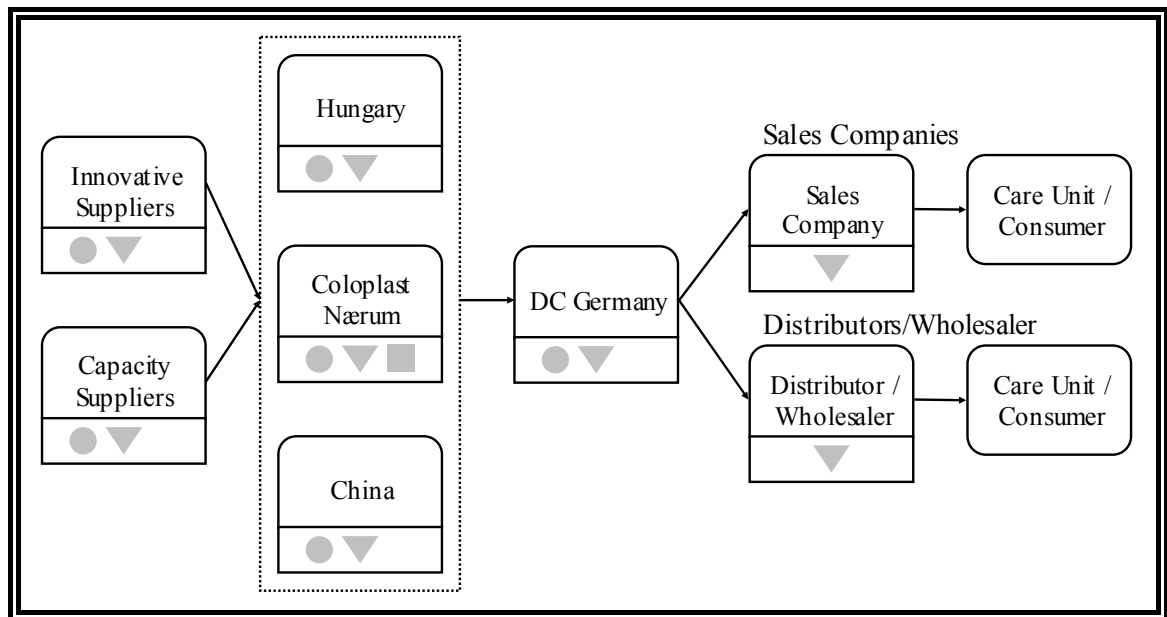 Innovative
Suppliers
Capacity
Suppliers
Hungary
Coloplast
Nærum
China
DC Germany
Sales Companies
Sales
Company
Care Unit /
Consumer
Distributors/Wholesaler
Distributor /
Wholesaler
Care Unit /
Consumer